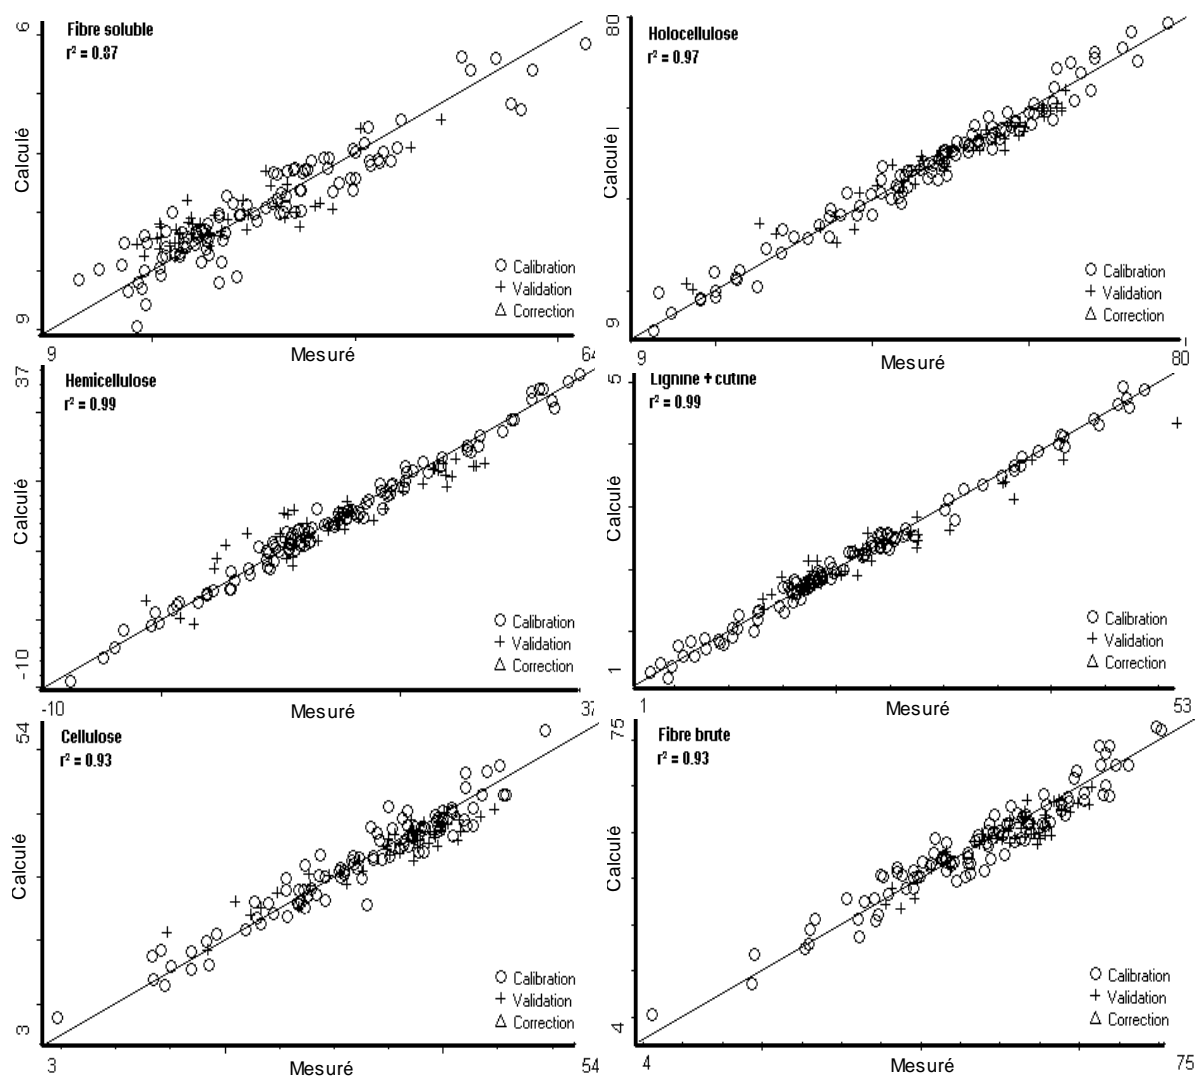 6
Fibre soluble
r² = 0.87
Calculé
Calibration
Validation
Correction
9
9
Mesuré
64
80
Holocellulose
r² = 0.97
Calculé
Calibration
Validation
Correction
9
9
Mesuré
80
37
Hemicellulose
r² = 0.99
Calculé
Calibration
Validation
Correction
-10
-10
Mesuré
37
5
Lignine + cutine
r² = 0.99
Calculé
Calibration
Validation
Correction
1
1
Mesuré
53
54
Cellulose
r² = 0.93
Calculé
Calibration
Validation
Correction
3
3
Mesuré
54
75
Fibre brute
r² = 0.93
Calculé
Calibration
Validation
Correction
4
4
Mesuré
75